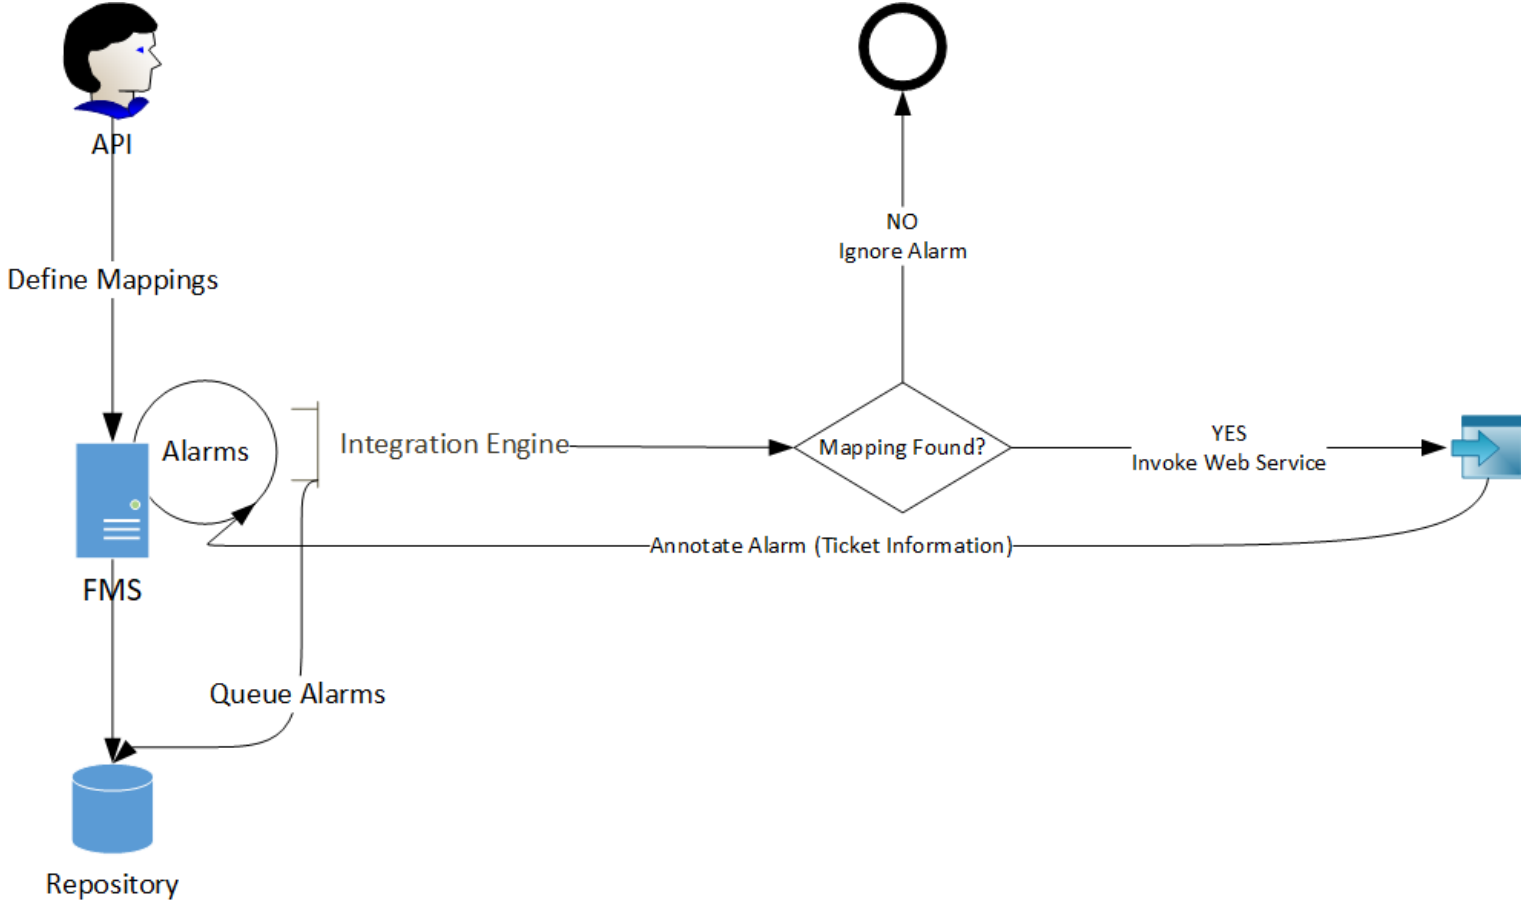 API
NO
Ignore Alarm
Define Mappings
Alarms
Integration Engine
Mapping Found?
YES
Invoke Web Service
Annotate Alarm (Ticket Information)
FMS
Queue Alarms
Repository